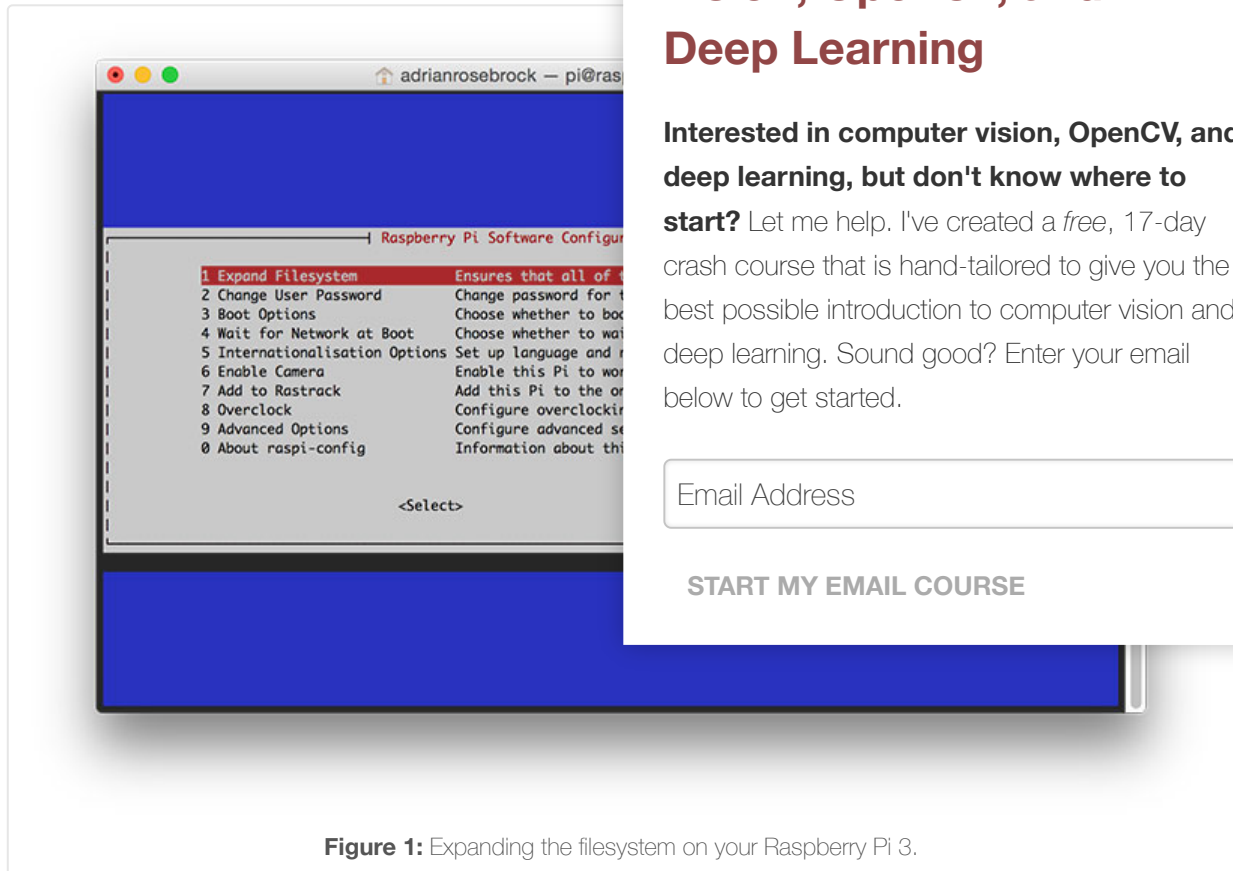 adrianrosebrock — pi@ras
Raspberry Pi Software Configur
1 Expand Filesystem Ensures that all of
2 Change User Password Change password for
3 Boot Options Choose whether to
4 Wait for Network at Boot Choose whether to
5 Internationalisation Options Set up language and
6 Enable Camera Enable this Pi to
7 Add to Rastrack Add this Pi to the
8 Overclock Configure
9 Advanced Options Configure advanced
0 About raspi-config Information about
<Select>
Deep Learning
Interested in computer vision, OpenCV, and
deep learning, but don't know where to
start? Let me help. I've created a free, 17-day
crash course that is hand-tailored to give you the
best possible introduction to computer vision and
deep learning. Sound good? Enter your email
below to get started.
Email Address
START MY EMAIL COURSE
Figure 1: Expanding the filesystem on your Raspberry Pi 3.